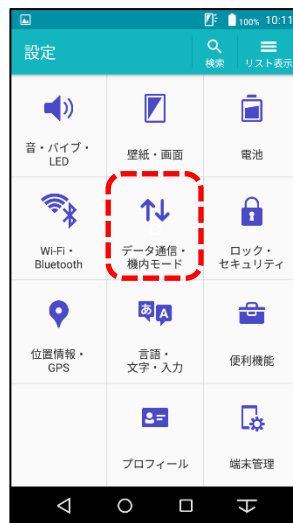 100% 10:11
設定
検索
リスト表示
音・バイブ・
LED
壁紙・画面
電池
Wi-Fi・
Bluetooth
データ通信・
機内モード
ロック・
セキュリティ
位置情報・
GPS
あ A
言語・
文字・入力
便利機能
プロフィール
端末管理